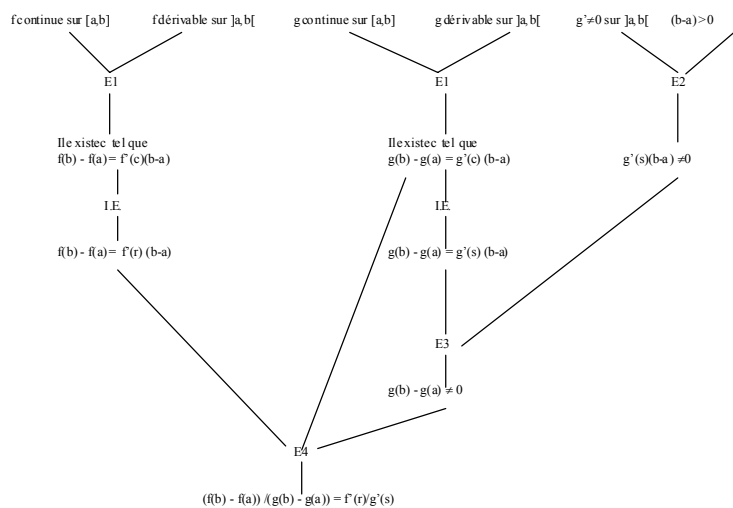 f continue sur [a,b] f dérivable sur ]a,b[ g continue sur [a,b] g dérivable sur ]a,b[ g'≠0 sur ]a,b[ (b-a)>0
E1 E1 E2
Il existe c tel que Il existe c tel que
f(b) - f(a) = f'(c)(b-a) g(b) - g(a) = g'(c) (b-a) g'(s)(b-a) ≠0
I.E. I.E.
f(b) - f(a) = f'(r) (b-a) g(b) - g(a) = g'(s) (b-a)
E3
g(b) - g(a) ≠ 0
E4
(f(b) - f(a)) /(g(b) - g(a)) = f'(r)/g'(s)